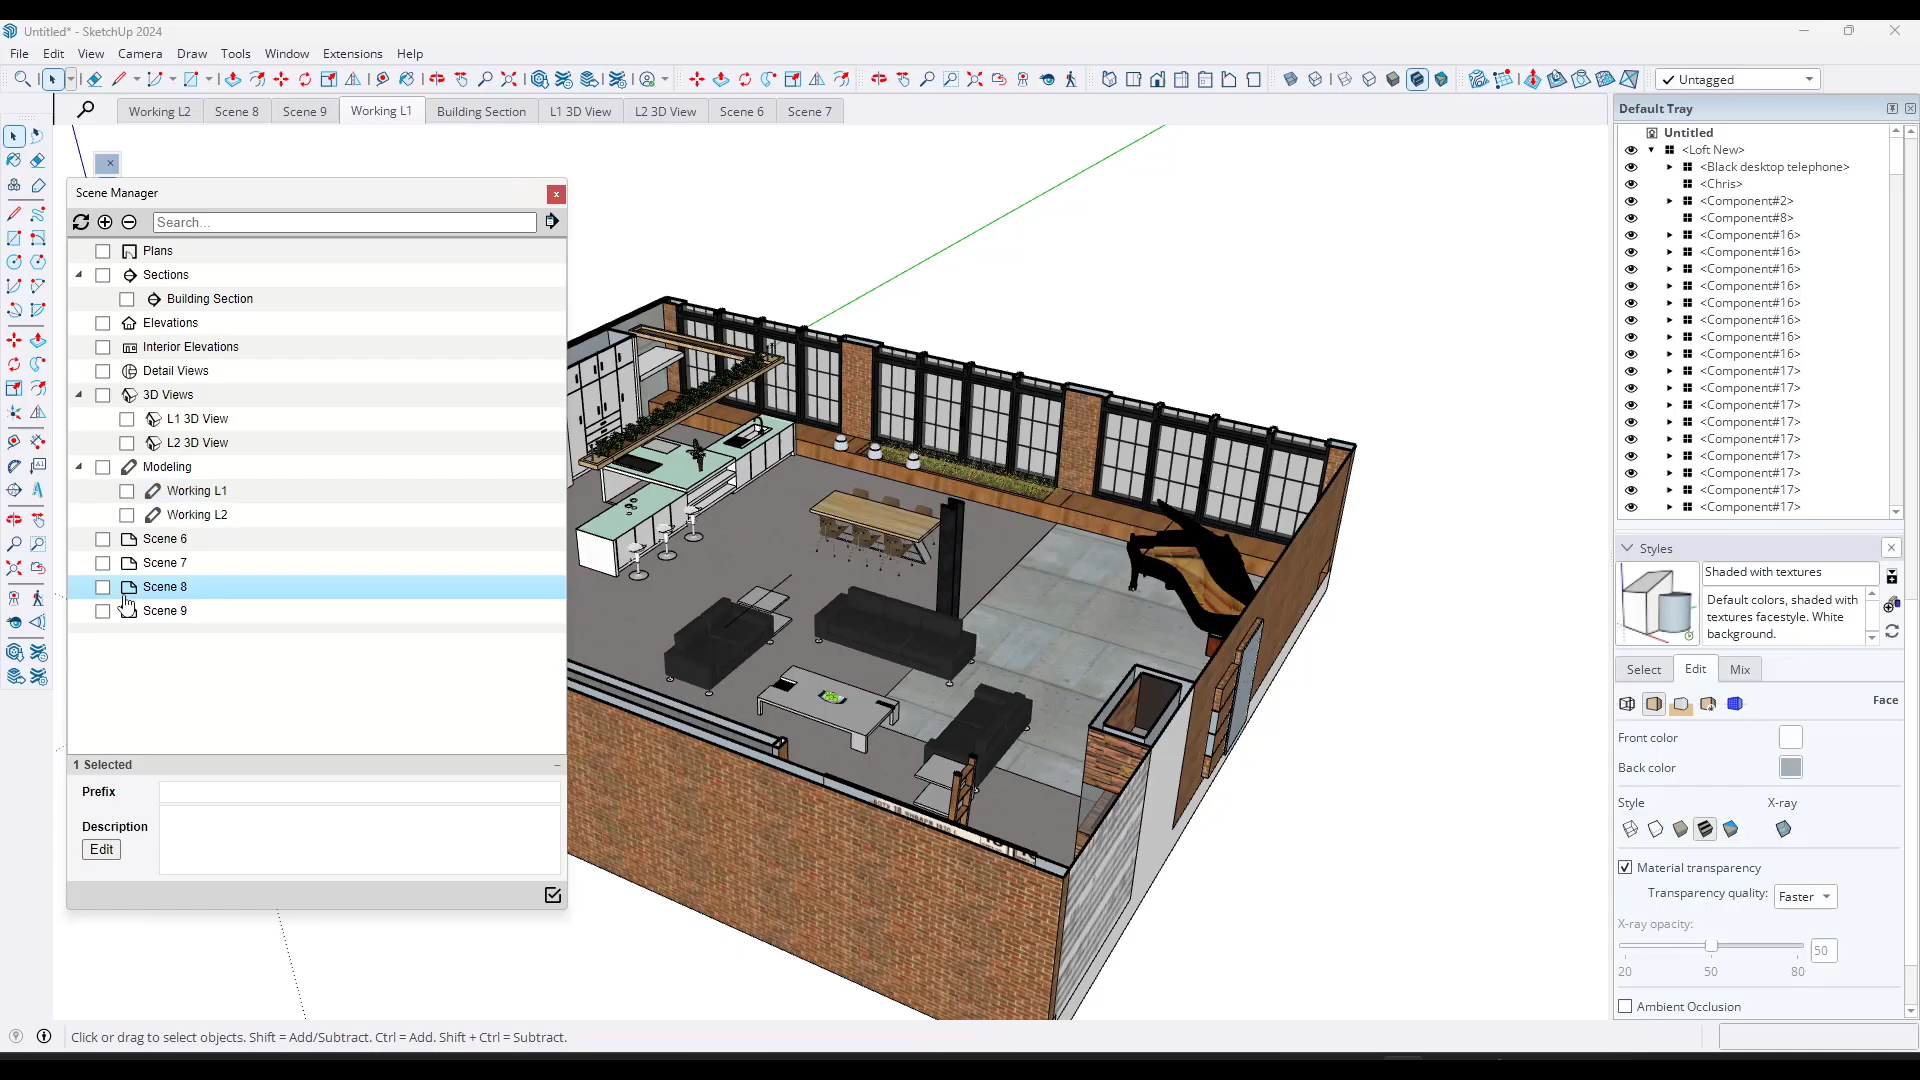 Untitled* - SketchUp 2024
File Edit View Camera Draw Tools Window Extensions Help
Untagged
Working L2 Scene 8 Scene 9 Working L1 Building Section L1 3D View L2 3D View Scene 6 Scene 7
Scene Manager
Search...
Plans
Sections
Building Section
Elevations
Interior Elevations
Detail Views
3D Views
L1 3D View
L2 3D View
Modeling
Working L1
Working L2
Scene 6
Scene 7
Scene 8
Scene 9
1 Selected
Prefix
Description
Edit
Default Tray
Untitled
<Loft New>
<Black desktop telephone>
<Chris>
<Component#2>
<Component#8>
<Component#16>
<Component#16>
<Component#16>
<Component#16>
<Component#16>
<Component#16>
<Component#16>
<Component#16>
<Component#17>
<Component#17>
<Component#17>
<Component#17>
<Component#17>
<Component#17>
<Component#17>
<Component#17>
<Component#17>
Styles
Shaded with textures
Default colors, shaded with
textures facestyle. White
background.
Select Edit Mix
Face
Front color
Back color
Style X-ray
Material transparency
Transparency quality: Faster
X-ray opacity:
50
20 50 80
Ambient Occlusion
Click or drag to select objects. Shift = Add/Subtract. Ctrl = Add. Shift + Ctrl = Subtract.